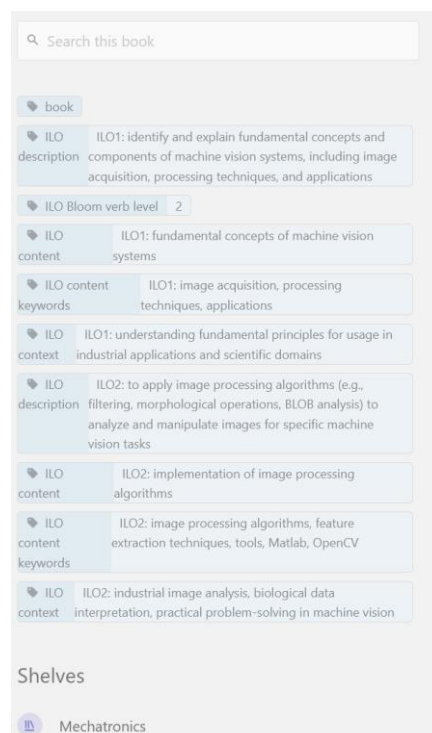 Search this book
book
ILO ILO1: identify and explain fundamental concepts and
description components of machine vision systems, including image
acquisition, processing techniques, and applications
ILO Bloom verb level 2
ILO ILO1: fundamental concepts of machine vision
content systems
ILO content ILO1: image acquisition, processing
keywords techniques, applications
ILO ILO1: understanding fundamental principles for usage in
context industrial applications and scientific domains
ILO ILO2: to apply image processing algorithms (e.g.,
description filtering, morphological operations, BLOB analysis) to
analyze and manipulate images for specific machine
vision tasks
ILO ILO2: implementation of image processing
content algorithms
ILO ILO2: image processing algorithms, feature
content extraction techniques, tools, Matlab, OpenCV
keywords
ILO ILO2: industrial image analysis, biological data
context interpretation, practical problem-solving in machine vision
Shelves
Mechatronics